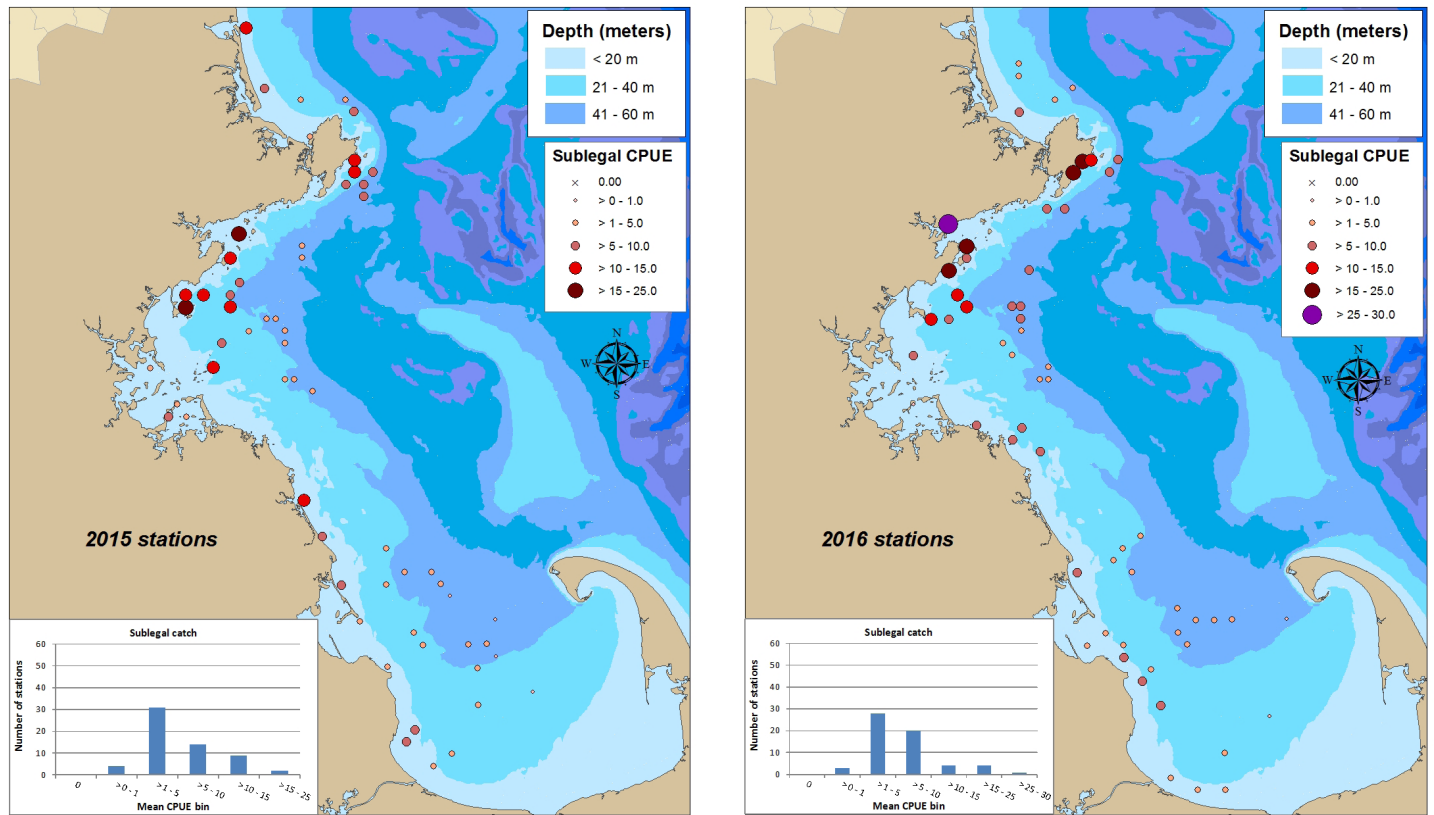 Depth (meters)
< 20 m
21 - 40 m
41 - 60 m
Sublegal CPUE
0.00
> 0 - 1.0
> 1 - 5.0
> 5 - 10.0
> 10 - 15.0
> 15 - 25.0
N
W E
S
2015 stations
Sublegal catch
Number of stations
60
50
40
30
20
10
0
0
>0 - 1
>1 - 5
>5 - 10
>10 - 15
>15 - 25
Mean CPUE bin
Depth (meters)
< 20 m
21 - 40 m
41 - 60 m
Sublegal CPUE
0.00
> 0 - 1.0
> 1 - 5.0
> 5 - 10.0
> 10 - 15.0
> 15 - 25.0
> 25 - 30.0
N
W E
S
2016 stations
Sublegal catch
Number of stations
60
50
40
30
20
10
0
0
>0 - 1
>1 - 5
>5 - 10
>10 - 15
>15 - 25
>25 - 30
Mean CPUE bin